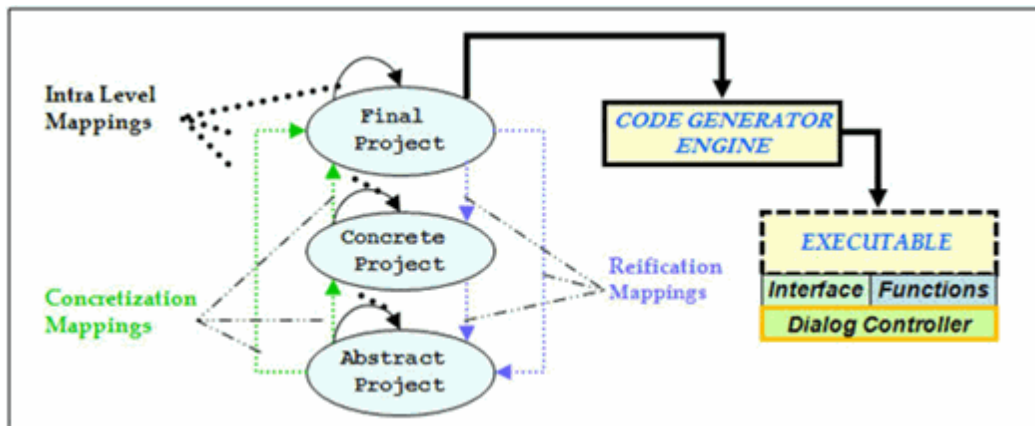 Intra Level
Mappings
Final
Project
CODE GENERATOR
ENGINE
Concrete
Project
EXECUTABLE
Interface
Functions
Dialog Controller
Reification
Mappings
Concretization
Mappings
Abstract
Project